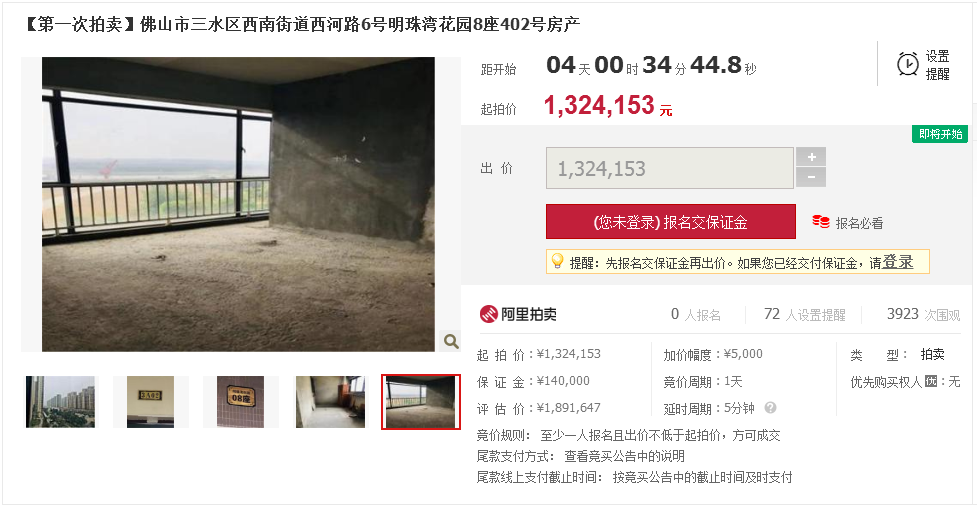 【第一次拍卖】佛山市三水区西南街道西河路6号明珠湾花园8座402号房产
距开始 04 天 00 时 34 分 44.8 秒
设置
提醒
起拍价 1,324,153 元
即将开始
出 价 1,324,153 + -
(您未登录) 报名交保证金
报名必看
提醒：先报名交保证金再出价。如果您已经交付保证金，请登录
阿里拍卖 0 人报名 72 人设置提醒 3923 次围观
起 拍 价：¥1,324,153 加价幅度：¥5,000 类 型： 拍卖
保 证 金：¥140,000 竞价周期：1天 优先购买权人优：无
评 估 价：¥1,891,647 延时周期：5分钟 ?
竞价规则： 至少一人报名且出价不低于起拍价，方可成交
尾款支付方式： 查看竞买公告中的说明
尾款线上支付截止时间： 按竞买公告中的截止时间及时支付
08座